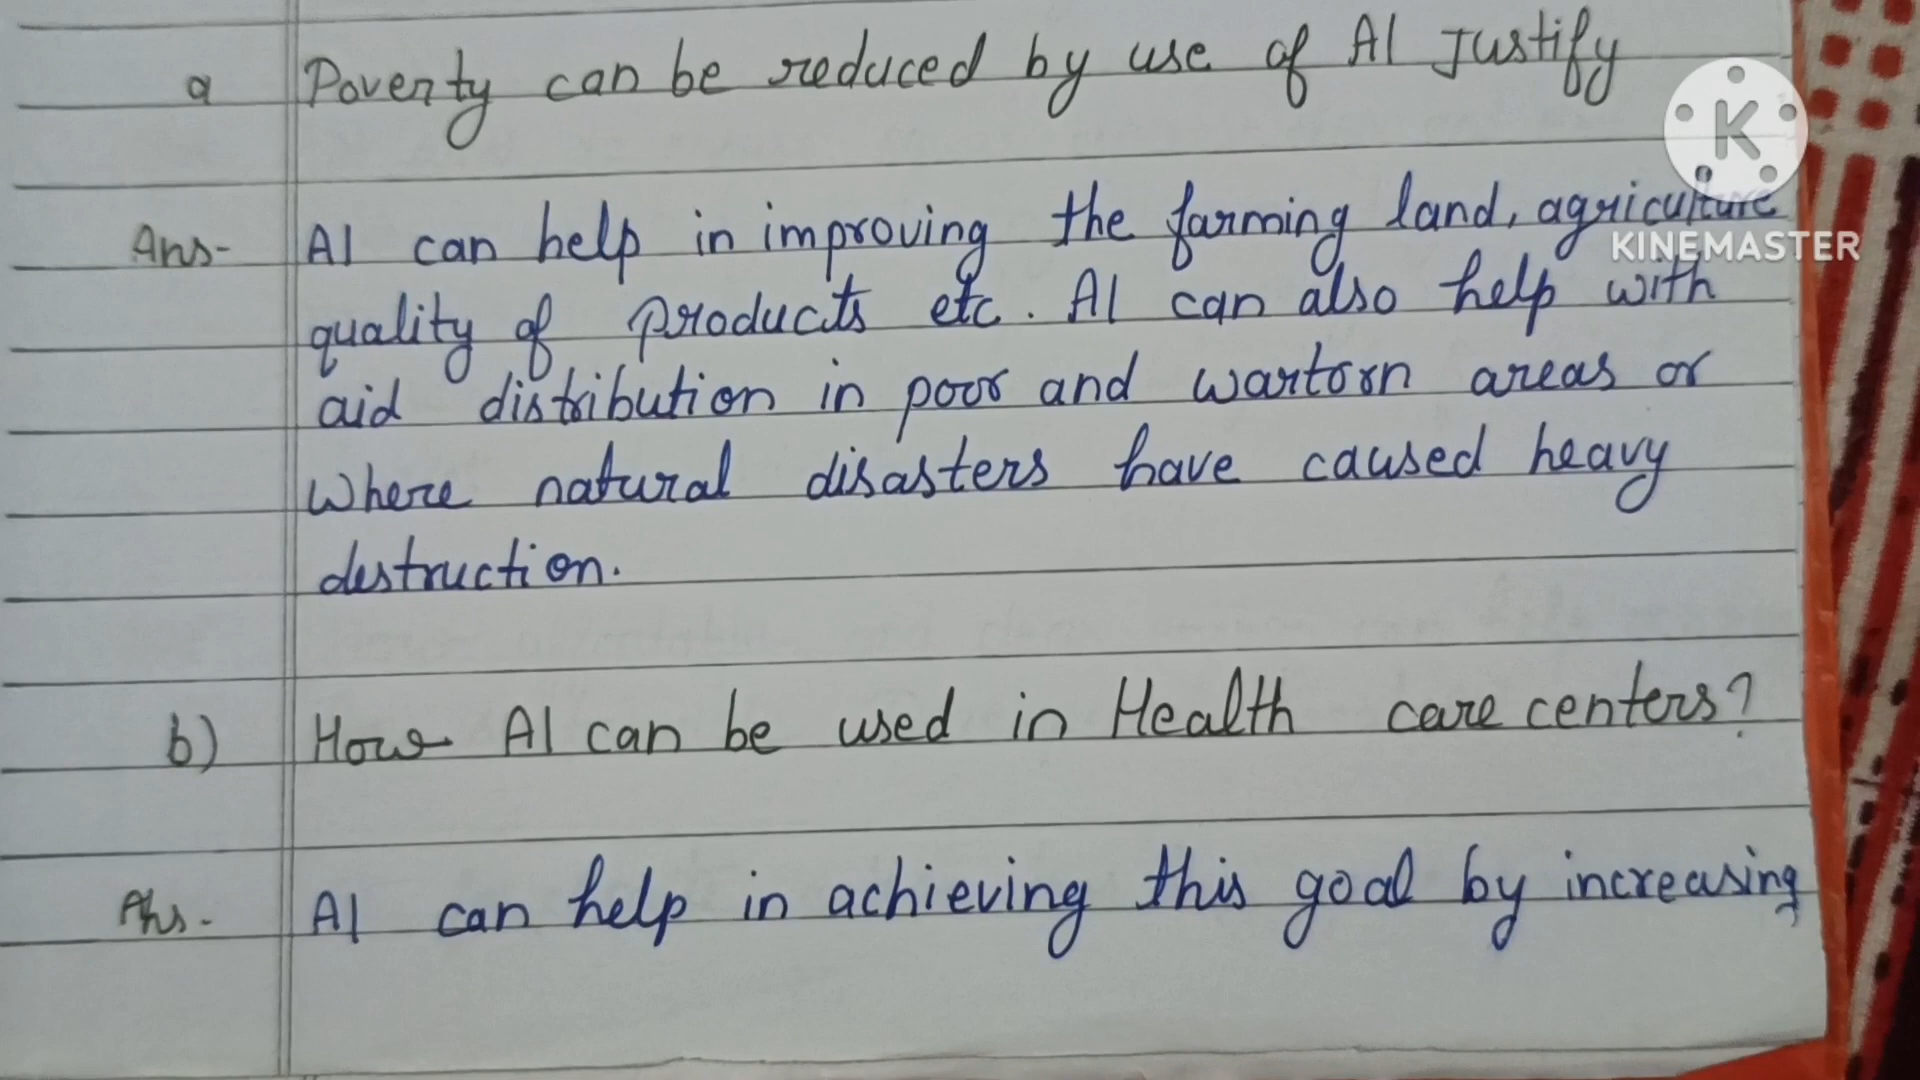 a Poverty can be reduced by use of AI Justify
K
KINEMASTER
Ans- AI can help in improving the farming land, agriculture
quality of products etc. AI can also help with
aid distribution in poor and wartorn areas or
Where natural disasters have caused heavy
destruction.
b) How AI can be used in Health care centers?
Ans. AI can help in achieving this goal by increasing